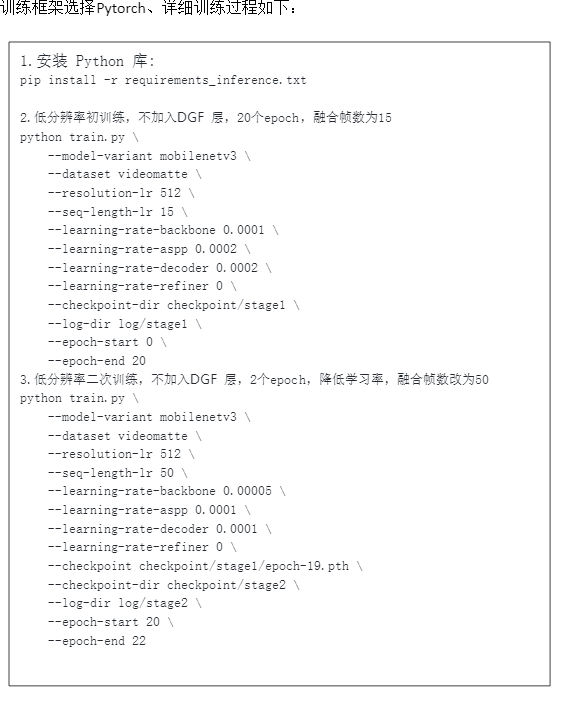 训练框架选择Pytorch、详细训练过程如下：
1.安装 Python 库:
pip install -r requirements_inference.txt
2.低分辨率初训练，不加入DGF 层，20个epoch，融合帧数为15
python train.py \
--model-variant mobilenetv3 \
--dataset videomatte \
--resolution-lr 512 \
--seq-length-lr 15 \
--learning-rate-backbone 0.0001 \
--learning-rate-aspp 0.0002 \
--learning-rate-decoder 0.0002 \
--learning-rate-refiner 0 \
--checkpoint-dir checkpoint/stage1 \
--log-dir log/stage1 \
--epoch-start 0 \
--epoch-end 20
3.低分辨率二次训练，不加入DGF 层，2个epoch，降低学习率，融合帧数改为50
python train.py \
--model-variant mobilenetv3 \
--dataset videomatte \
--resolution-lr 512 \
--seq-length-lr 50 \
--learning-rate-backbone 0.00005 \
--learning-rate-aspp 0.0001 \
--learning-rate-decoder 0.0001 \
--learning-rate-refiner 0 \
--checkpoint checkpoint/stage1/epoch-19.pth \
--checkpoint-dir checkpoint/stage2 \
--log-dir log/stage2 \
--epoch-start 20 \
--epoch-end 22